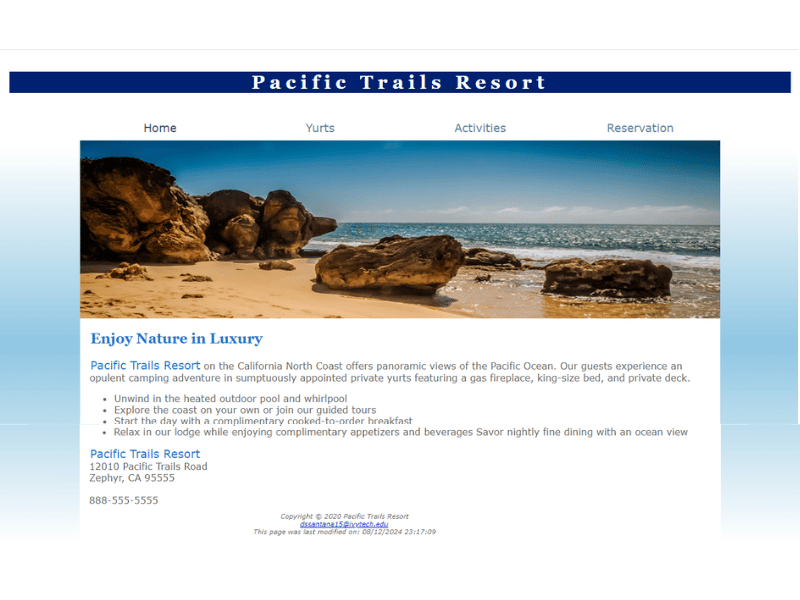 Pacific Trails Resort
Home Yurts Activities Reservation
Enjoy Nature in Luxury
Pacific Trails Resort on the California North Coast offers panoramic views of the Pacific Ocean. Our guests experience an
opulent camping adventure in sumptuously appointed private yurts featuring a gas fireplace, king-size bed, and private deck.
• Unwind in the heated outdoor pool and whirlpool
• Explore the coast on your own or join our guided tours
• Start the day with a complimentary cooked-to-order breakfast
• Relax in our lodge while enjoying complimentary appetizers and beverages Savor nightly fine dining with an ocean view
Pacific Trails Resort
12010 Pacific Trails Road
Zephyr, CA 95555
888-555-5555
Copyright © 2020 Pacific Trails Resort
dssantana15@ivytech.edu
This page was last modified on: 08/12/2024 23:17:09